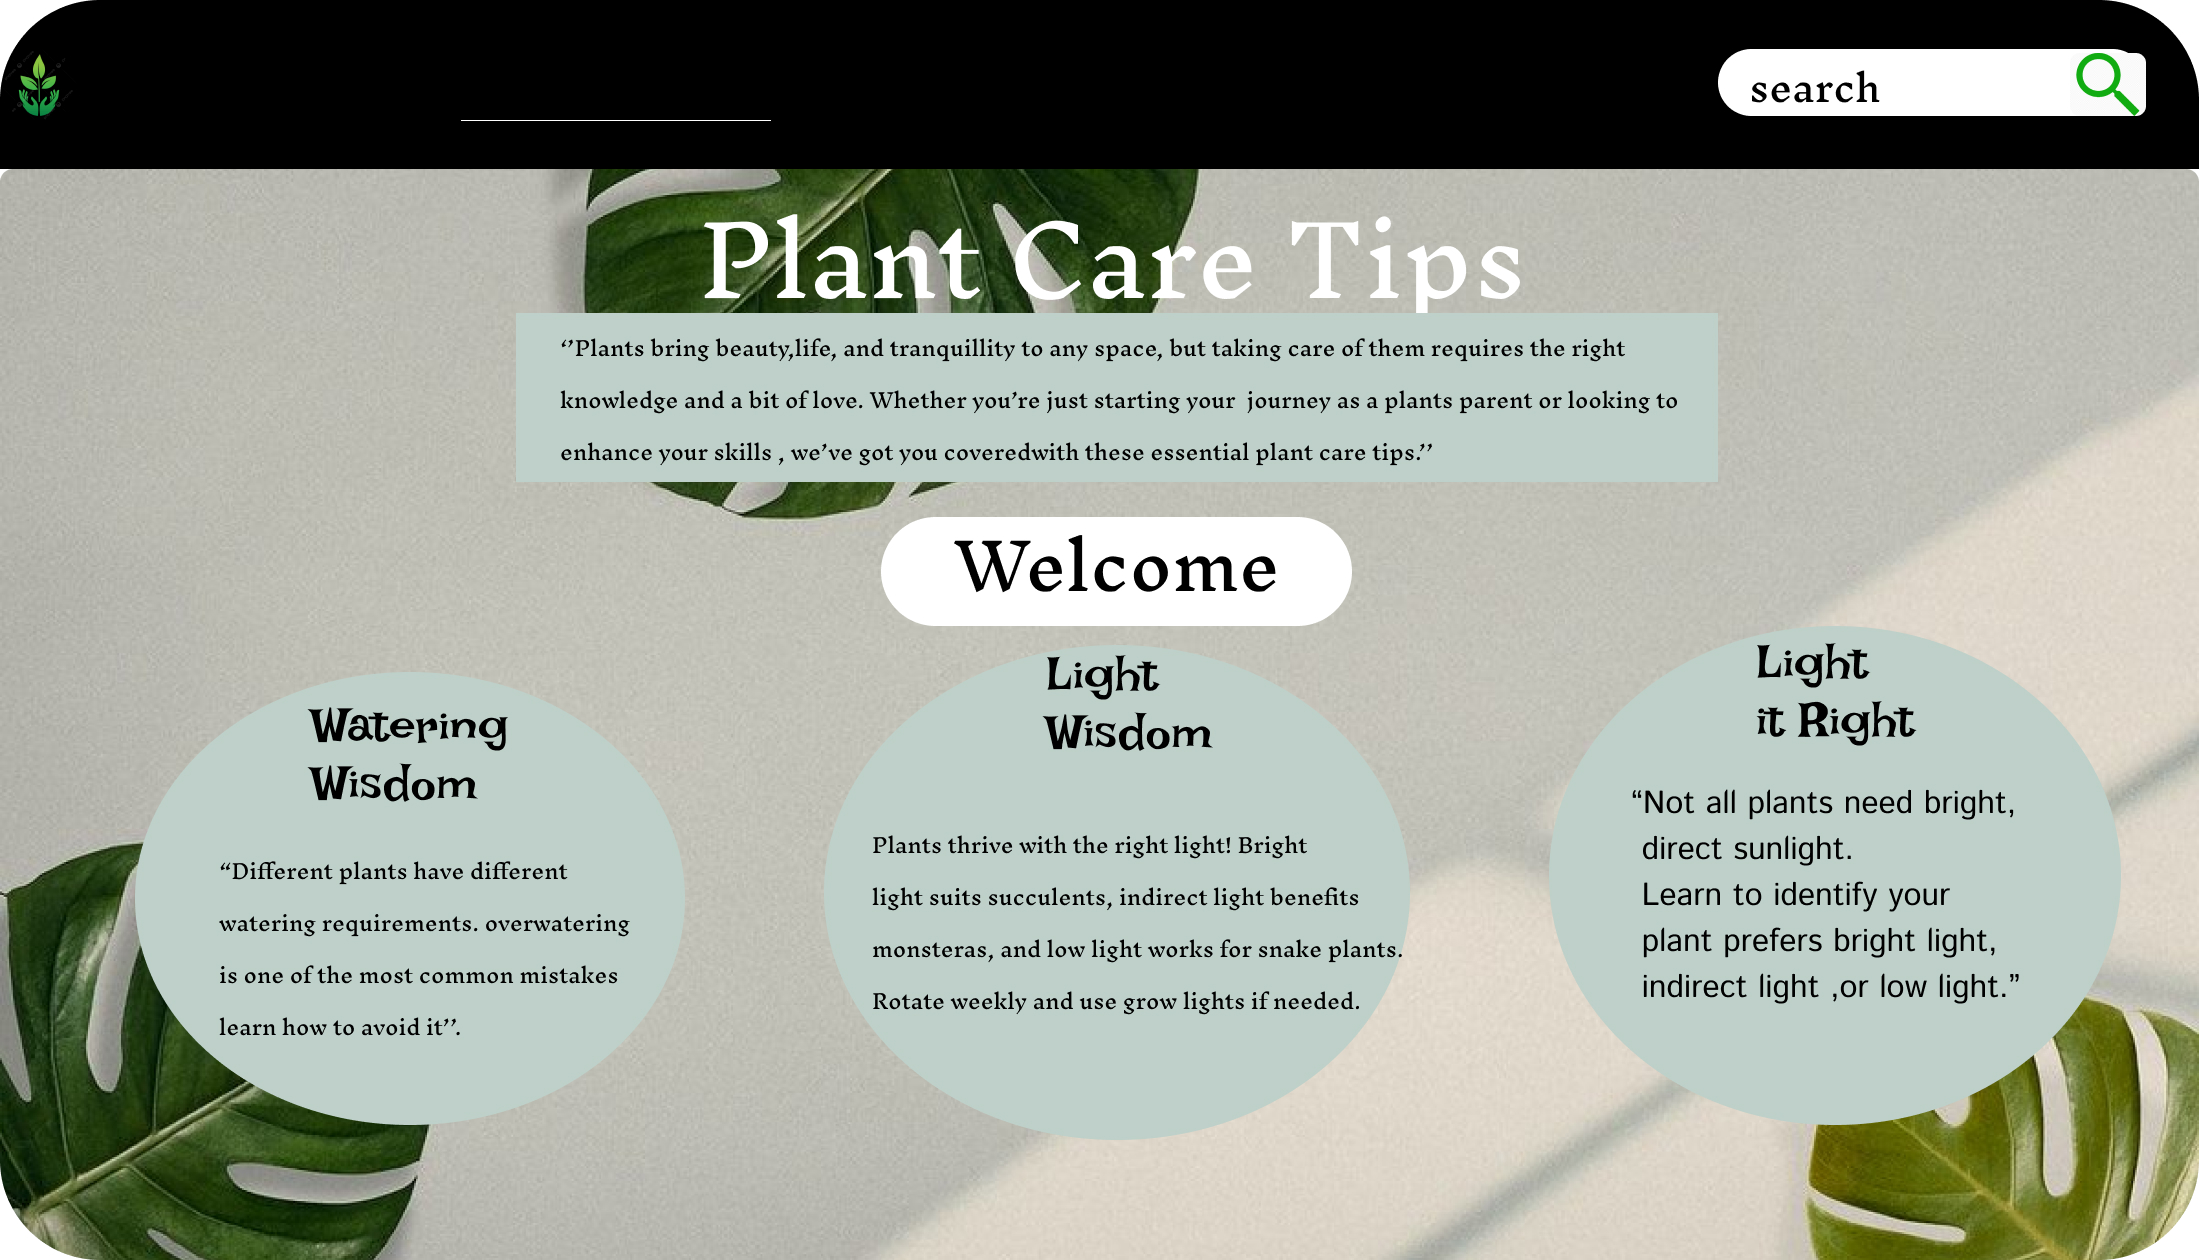 search
Plant Care Tips
‘’Plants bring beauty,life, and tranquillity to any space, but taking care of them requires the right
knowledge and a bit of love. Whether you’re just starting your  journey as a plants parent or looking to
enhance your skills , we’ve got you coveredwith these essential plant care tips.’’
Welcome
Watering
Wisdom
“Different plants have different
watering requirements. overwatering
is one of the most common mistakes
learn how to avoid it’’.
Light
Wisdom
Plants thrive with the right light! Bright
light suits succulents, indirect light benefits
monsteras, and low light works for snake plants.
Rotate weekly and use grow lights if needed.
Light
it Right
“Not all plants need bright,
direct sunlight.
Learn to identify your
plant prefers bright light,
indirect light ,or low light.”